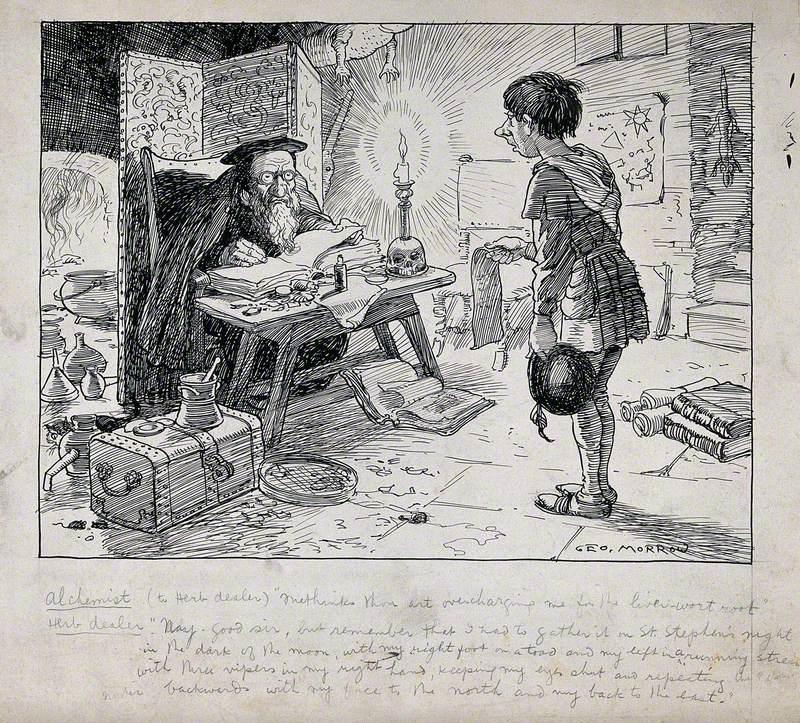 GEO. MORROW
Alchemist (to Herb dealer) "Methinks thou art overcharging me for the liver-wort root"
Herb dealer "Nay - good sir, but remember that I had to gather it on St. Stephen's night
in the dark of the moon, with my right foot on a toad and my left in a running stream
with three vipers in my right hand, keeping my eyes shut and repeating the
backwards with my face to the north and my back to the east."